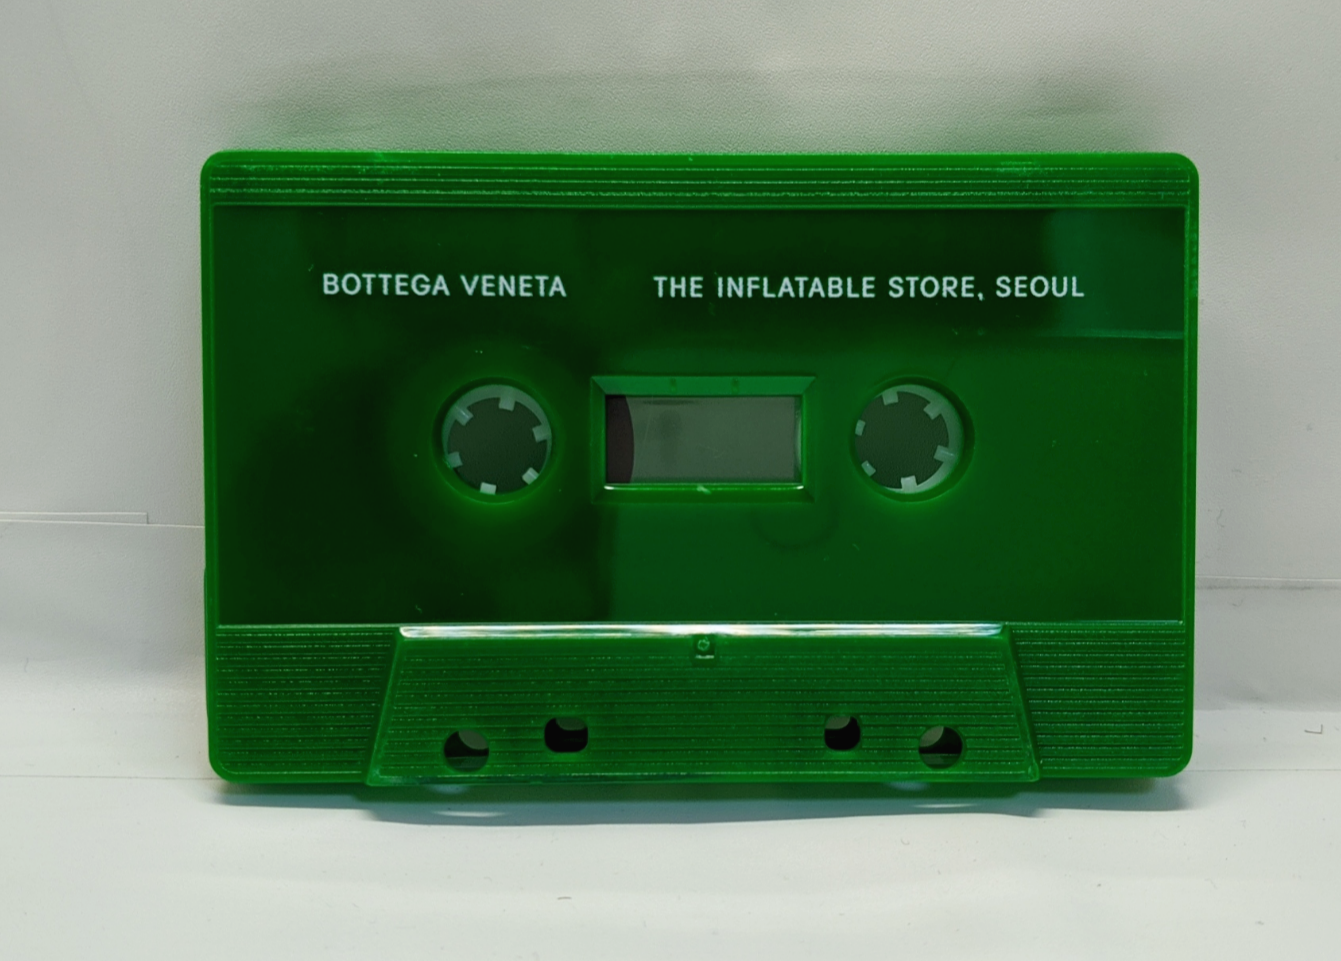 BOTTEGA VENETA THE INFLATABLE STORE, SEOUL